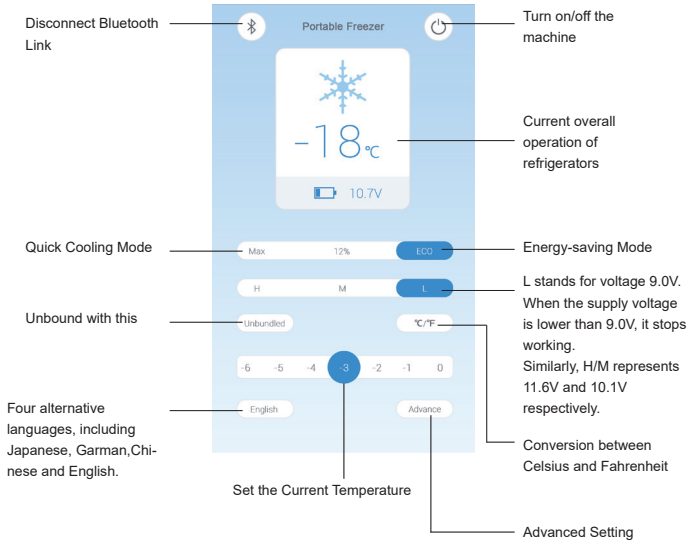 Disconnect Bluetooth
Link
Portable Freezer
Turn on/off the
machine
-18℃
Current overall
operation of
refrigerators
10.7V
Quick Cooling Mode
Max 12% ECO
Energy-saving Mode
H M L
L stands for voltage 9.0V.
When the supply voltage
is lower than 9.0V, it stops
working.
Similarly, H/M represents
11.6V and 10.1V
respectively.
Unbound with this
Unbundled
℃/℉
-6 -5 -4 -3 -2 -1 0
Four alternative
languages, including
Japanese, Garman,Chi-
nese and English.
English
Advance
Conversion between
Celsius and Fahrenheit
Set the Current Temperature
Advanced Setting